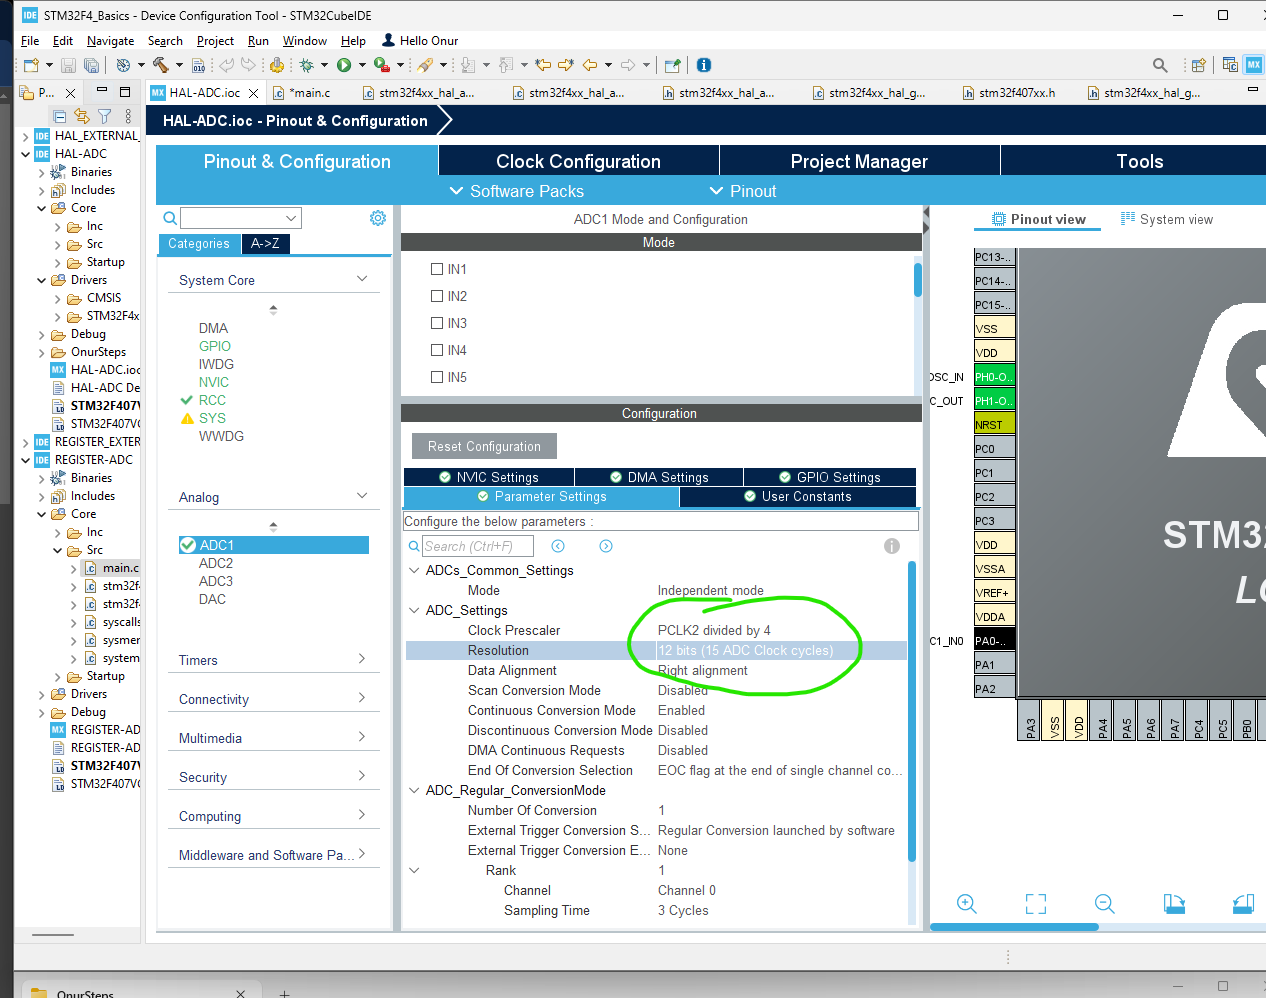 STM32F4_Basics - Device Configuration Tool - STM32CubeIDE
File Edit Navigate Search Project Run Window Help Hello Onur
P...
HAL-ADC.ioc
*main.c
stm32f4xx_hal_a...
stm32f4xx_hal_a...
stm32f4xx_hal_a...
stm32f4xx_hal_g...
stm32f407xx.h
stm32f4xx_hal_g...
HAL_EXTERNAL_
HAL-ADC
Binaries
Includes
Core
Inc
Src
Startup
Drivers
CMSIS
STM32F4x
Debug
OnurSteps
HAL-ADC.ioc
HAL-ADC De
STM32F407V
STM32F407VG
REGISTER_EXTER
REGISTER-ADC
Binaries
Includes
Core
Inc
Src
main.c
stm32f4
stm32f4
syscalls
sysmer
system
Startup
Drivers
Debug
REGISTER-AD
REGISTER-AD
STM32F407V
STM32F407VG
HAL-ADC.ioc - Pinout & Configuration
Pinout & Configuration
Clock Configuration
Project Manager
Tools
Software Packs
Pinout
Categories
A->Z
System Core
DMA
GPIO
IWDG
NVIC
RCC
SYS
WWDG
Analog
ADC1
ADC2
ADC3
DAC
Timers
Connectivity
Multimedia
Security
Computing
Middleware and Software Pa...
ADC1 Mode and Configuration
Mode
IN1
IN2
IN3
IN4
IN5
Configuration
Reset Configuration
NVIC Settings
DMA Settings
GPIO Settings
Parameter Settings
User Constants
Configure the below parameters :
Search (Ctrl+F)
ADCs_Common_Settings
Mode Independent mode
ADC_Settings
Clock Prescaler PCLK2 divided by 4
Resolution 12 bits (15 ADC Clock cycles)
Data Alignment Right alignment
Scan Conversion Mode Disabled
Continuous Conversion Mode Enabled
Discontinuous Conversion Mode Disabled
DMA Continuous Requests Disabled
End Of Conversion Selection EOC flag at the end of single channel co...
ADC_Regular_ConversionMode
Number Of Conversion 1
External Trigger Conversion S... Regular Conversion launched by software
External Trigger Conversion E... None
Rank 1
Channel Channel 0
Sampling Time 3 Cycles
Pinout view
System view
PC13-..
PC14-..
PC15-..
VSS
VDD
OSC_IN PH0-O..
C_OUT PH1-O..
NRST
PC0
PC1
PC2
PC3
VDD
VSSA
VREF+
VDDA
C1_IN0 PA0-..
PA1
PA2
PA3
VSS
VDD
PA4
PA5
PA6
PA7
PC4
PC5
PB0
STM3
LQ
OnurSteps